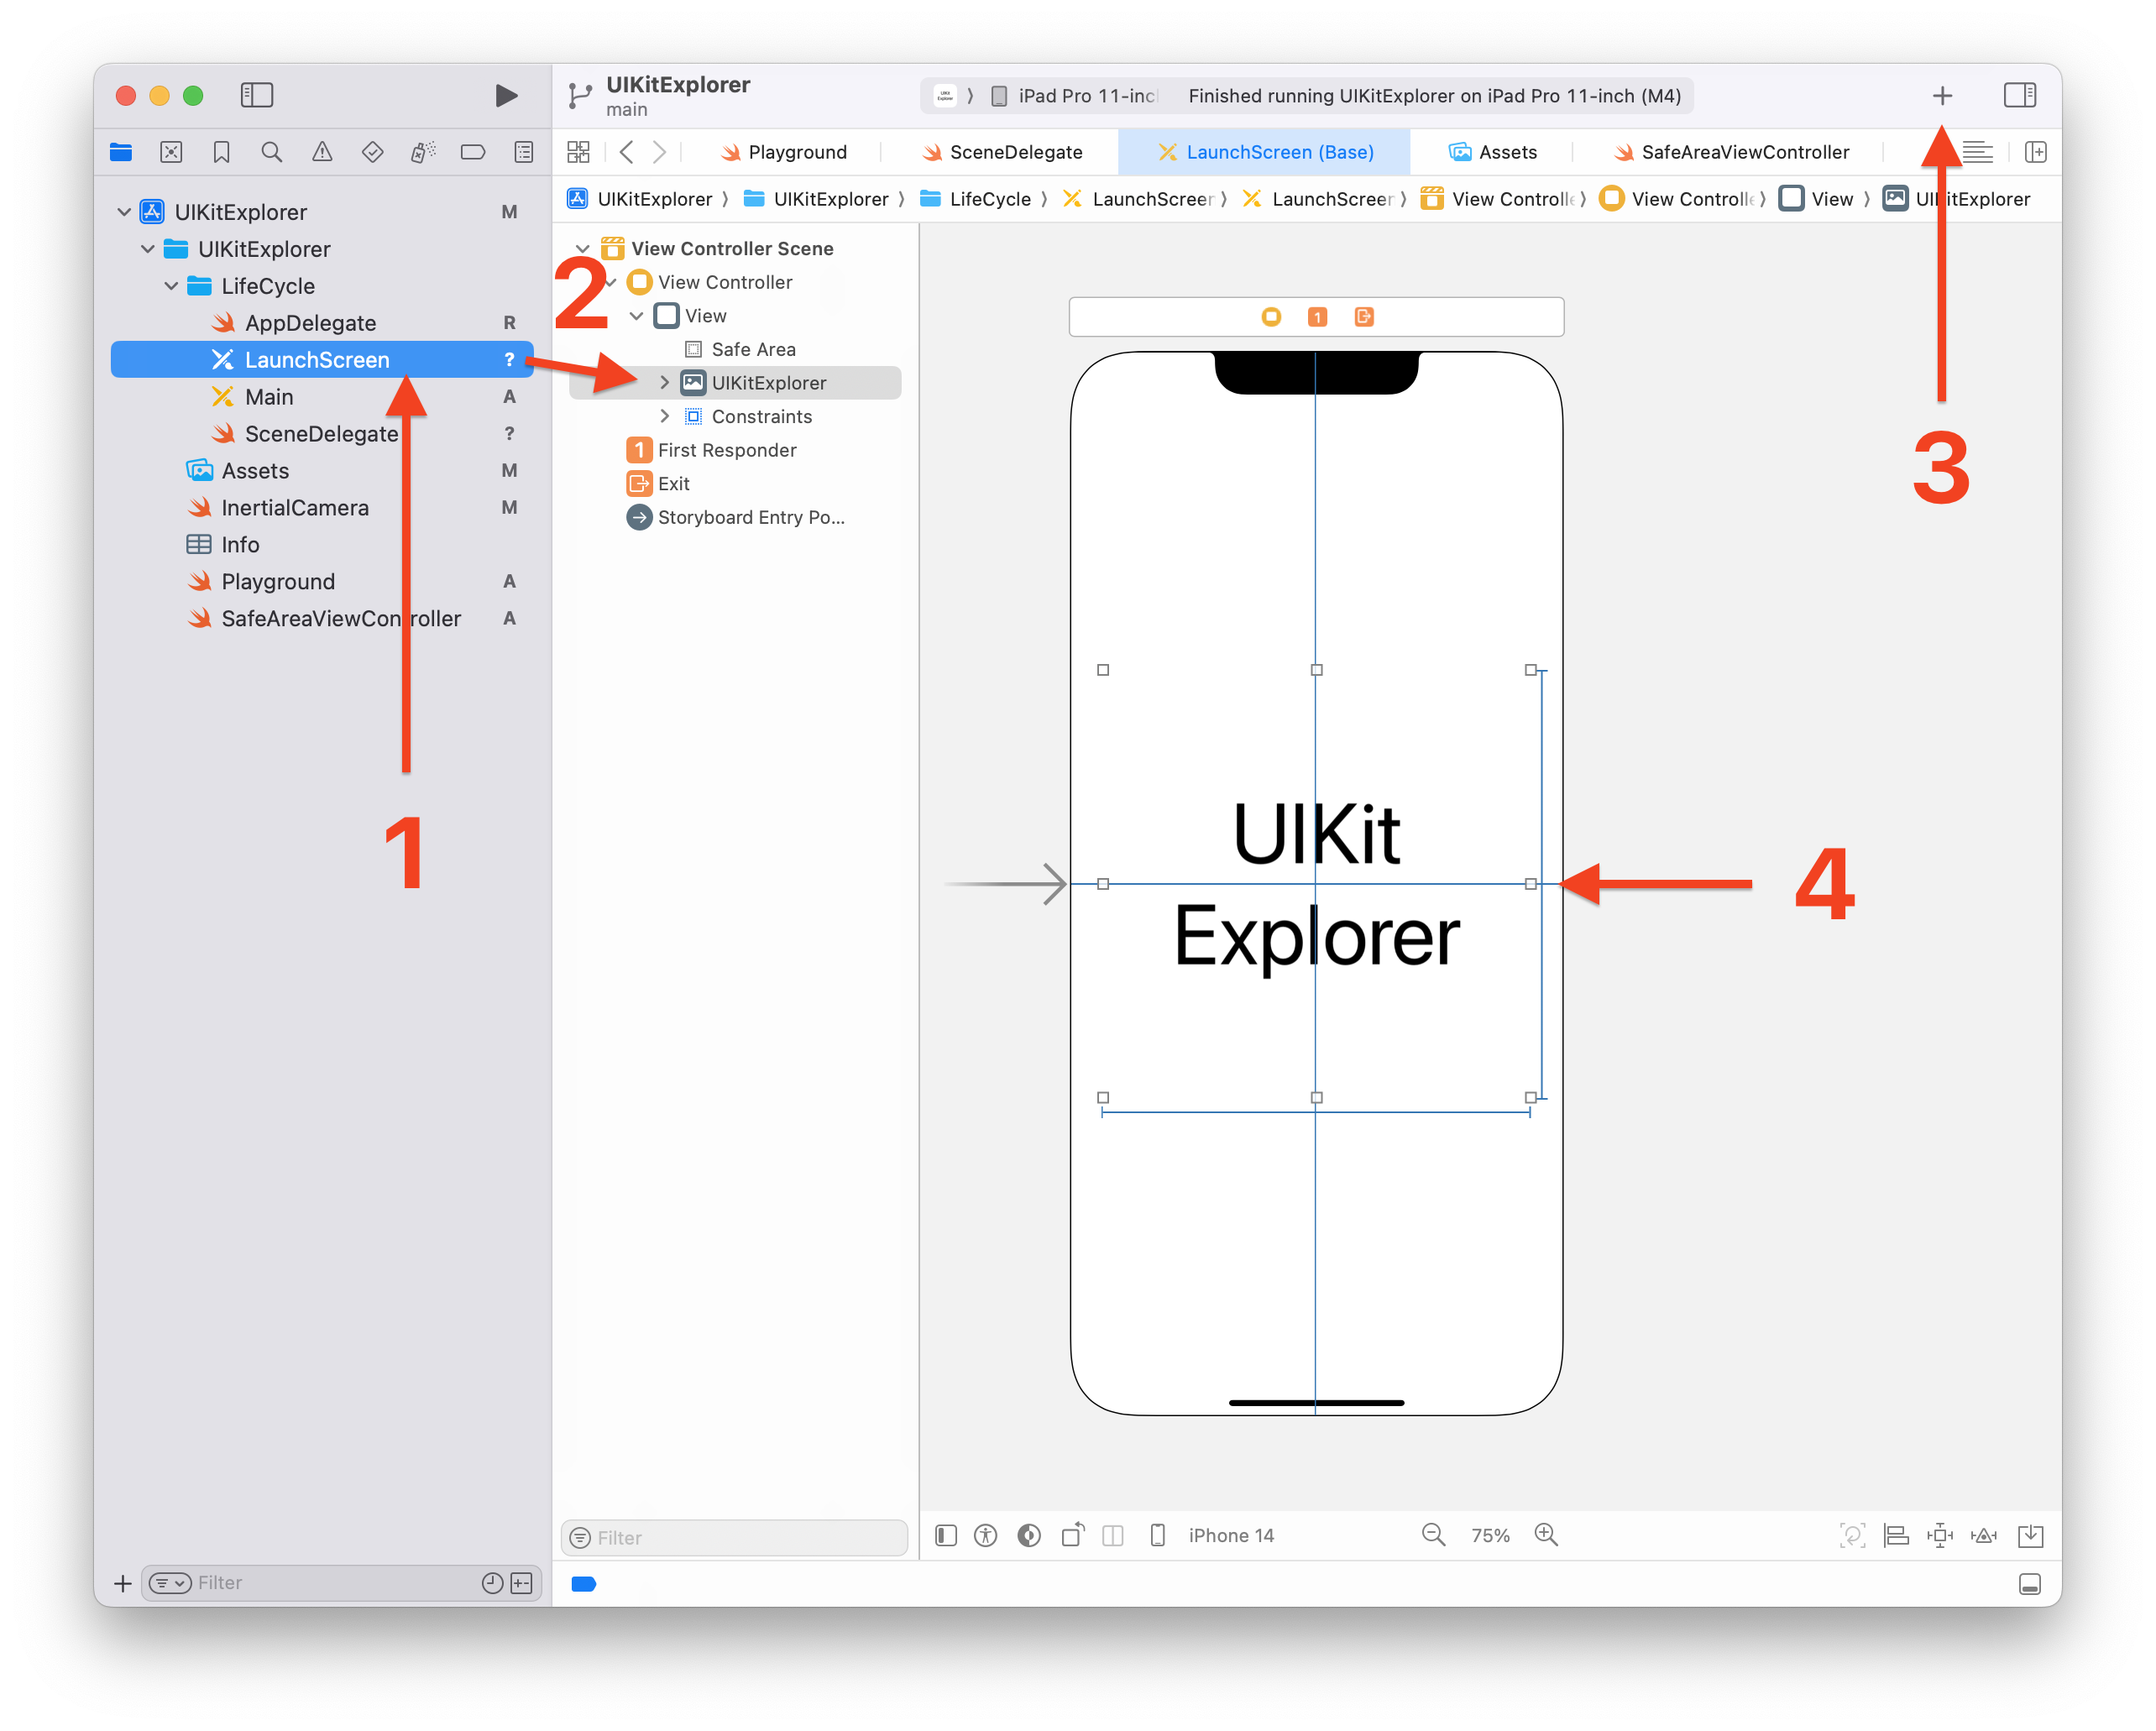 UIKitExplorer
main
iPad Pro 11-inc
Finished running UIKitExplorer on iPad Pro 11-inch (M4)
Playground
SceneDelegate
LaunchScreen (Base)
Assets
SafeAreaViewController
UIKitExplorer
UIKitExplorer
LifeCycle
LaunchScreen
LaunchScreen
View Controlle
View Controlle
View
UIKitExplorer
UIKitExplorer M
UIKitExplorer
LifeCycle
AppDelegate R
LaunchScreen ?
Main A
SceneDelegate ?
Assets M
InertialCamera M
Info
Playground A
SafeAreaViewController A
View Controller Scene
View Controller
View
Safe Area
UIKitExplorer
Constraints
1 First Responder
Exit
Storyboard Entry Po...
1
2
3
4
1
UIKit
Explorer
Filter
iPhone 14
75%
Filter